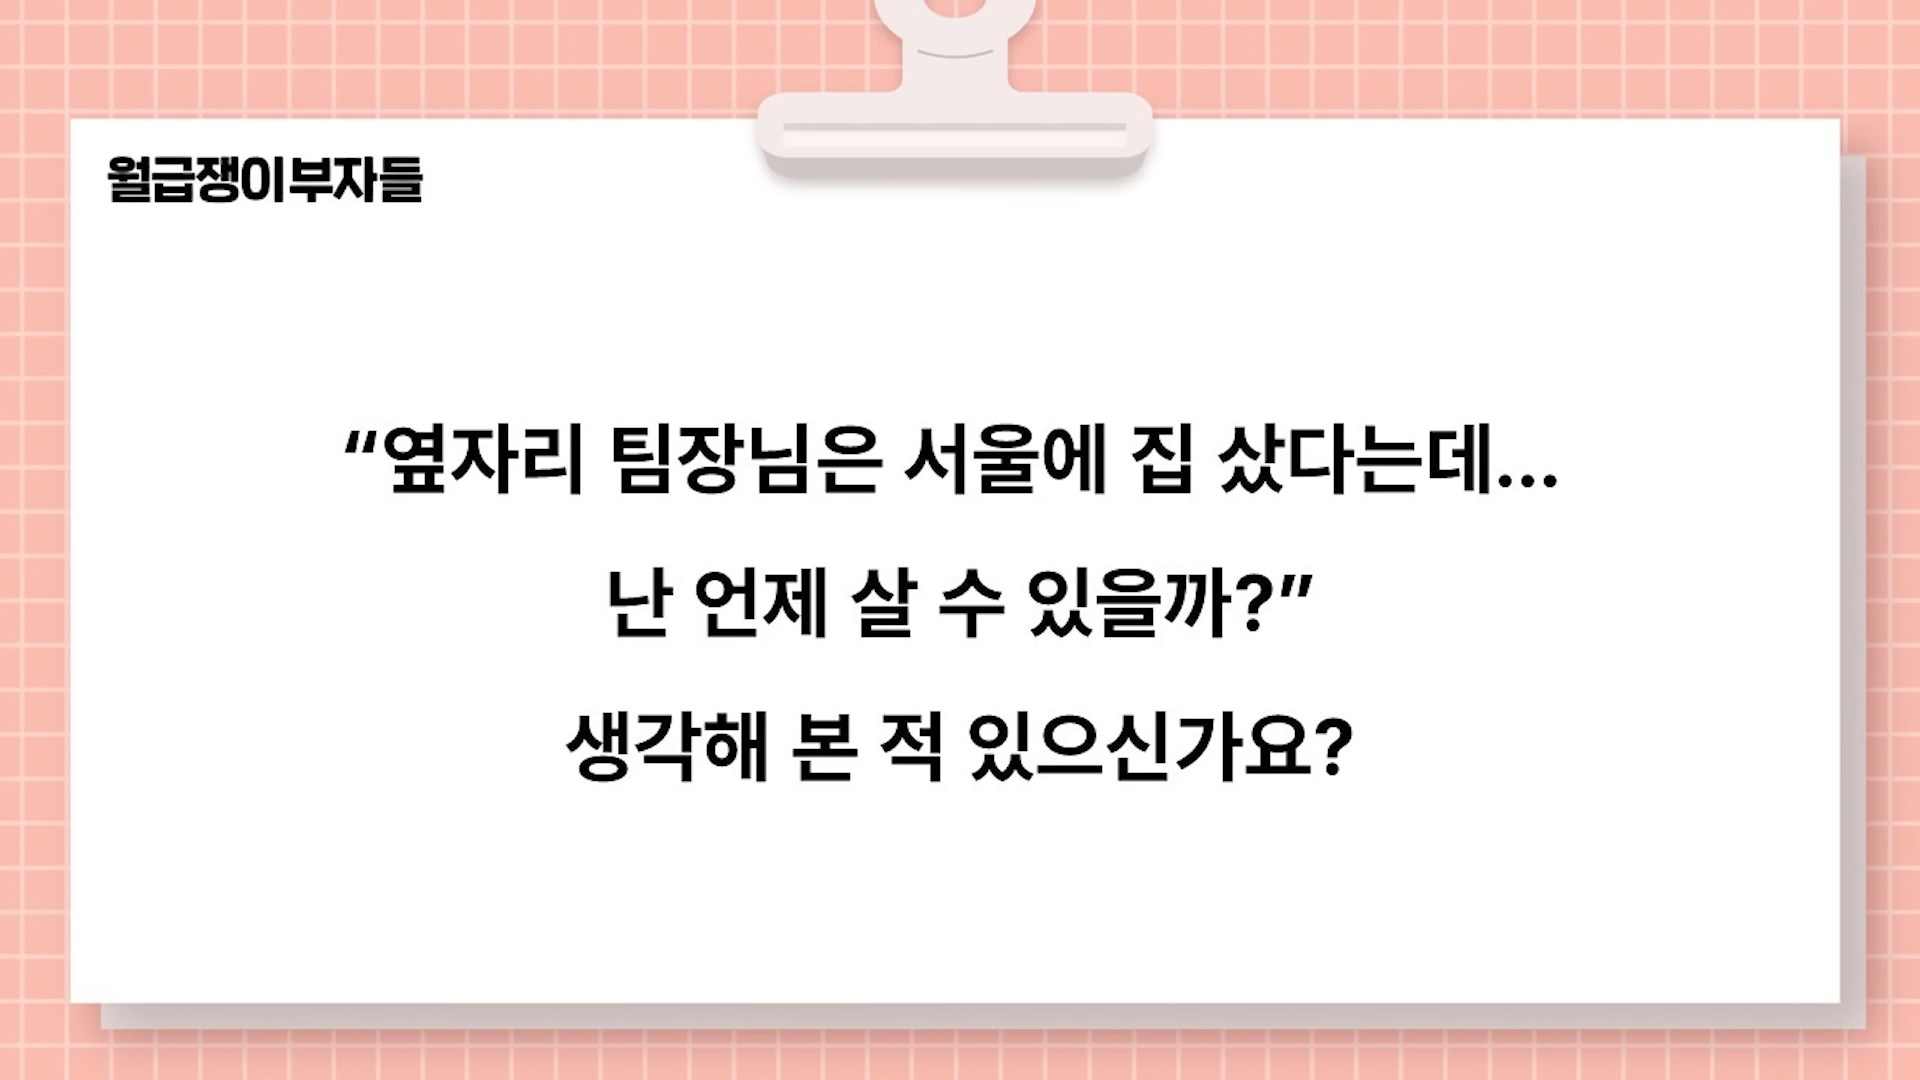 월급쟁이부자들
“옆자리 팀장님은 서울에 집 샀다는데...
난 언제 살 수 있을까?”
생각해 본 적 있으신가요?